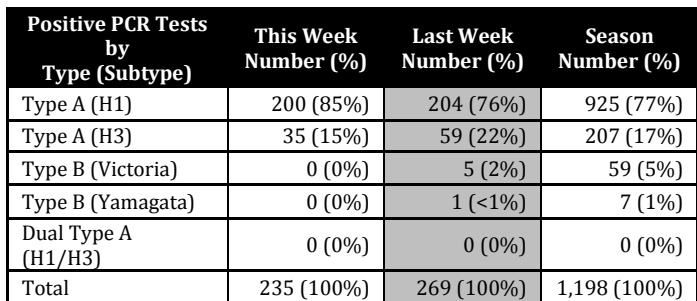 Positive PCR Tests
by
Type (Subtype)
This Week
Number (%)
Last Week
Number (%)
Season
Number (%)
Type A (H1) 200 (85%) 204 (76%) 925 (77%)
Type A (H3) 35 (15%) 59 (22%) 207 (17%)
Type B (Victoria) 0 (0%) 5 (2%) 59 (5%)
Type B (Yamagata) 0 (0%) 1 (<1%) 7 (1%)
Dual Type A
(H1/H3) 0 (0%) 0 (0%) 0 (0%)
Total 235 (100%) 269 (100%) 1,198 (100%)